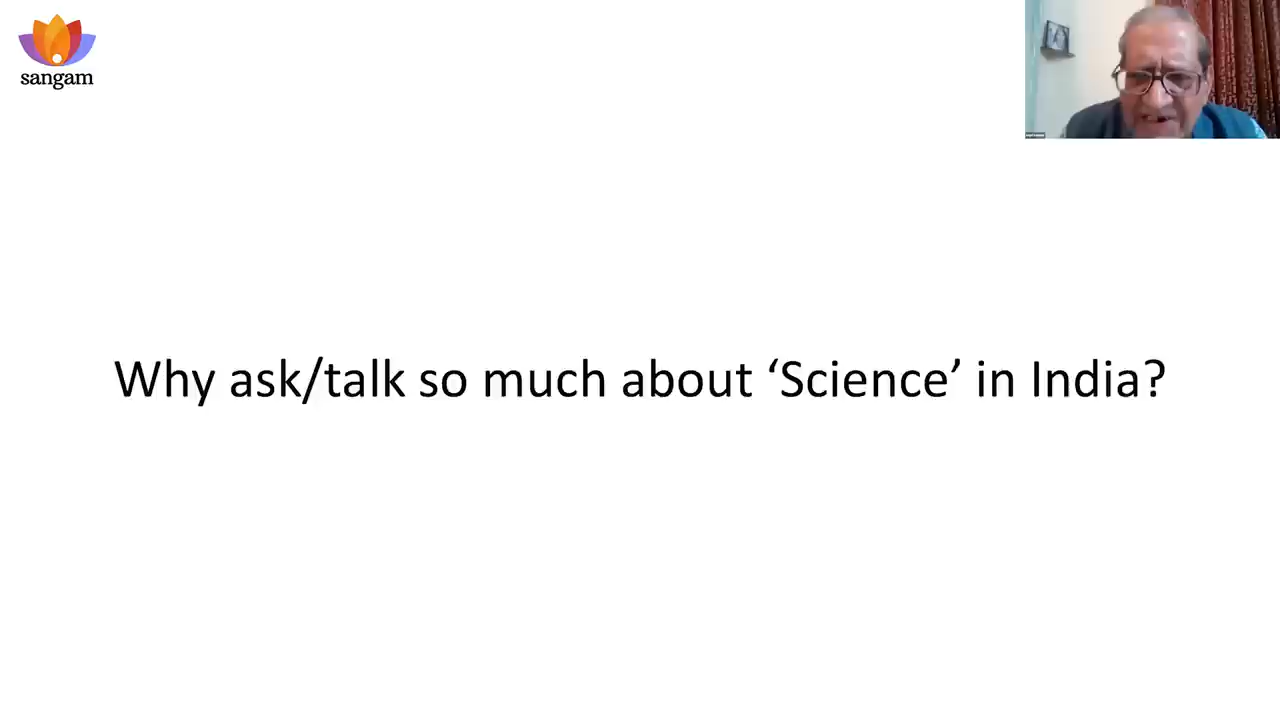 sangam
Why ask/talk so much about ‘Science’ in India?